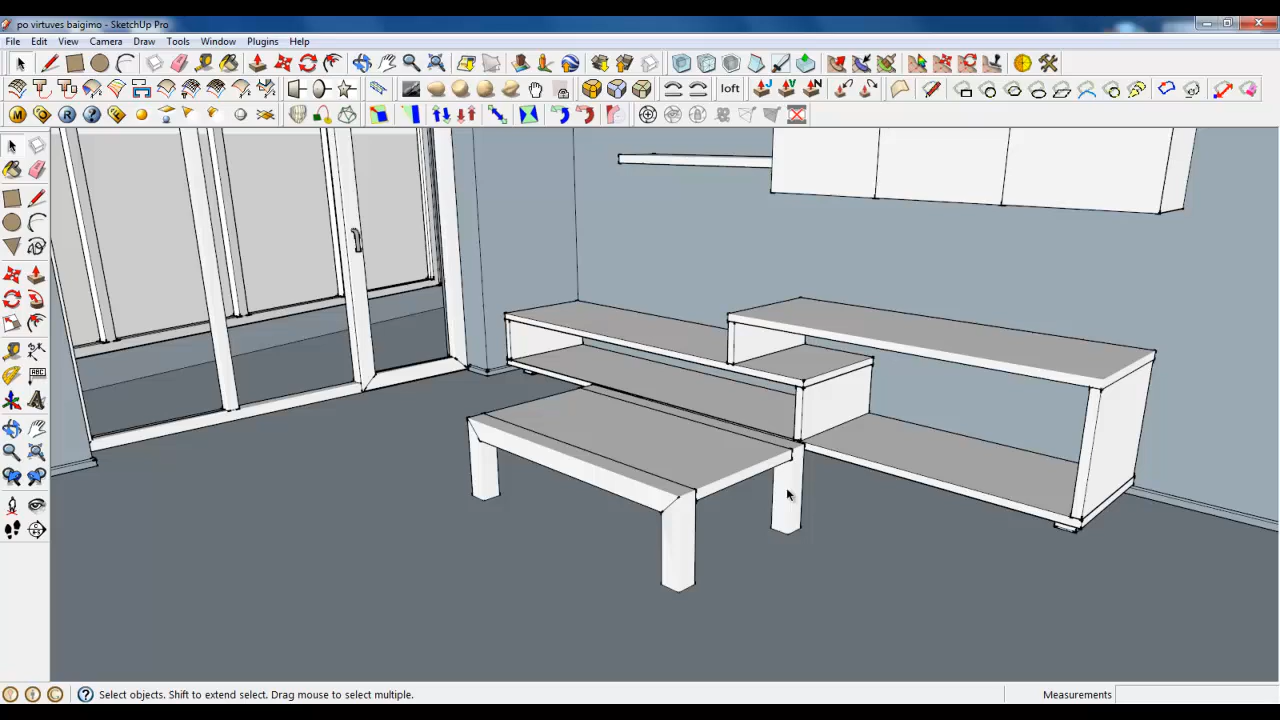 po virtuves baigimo - SketchUp Pro
File Edit View Camera Draw Tools Window Plugins Help
loft
ABC
Select objects. Shift to extend select. Drag mouse to select multiple.
Measurements